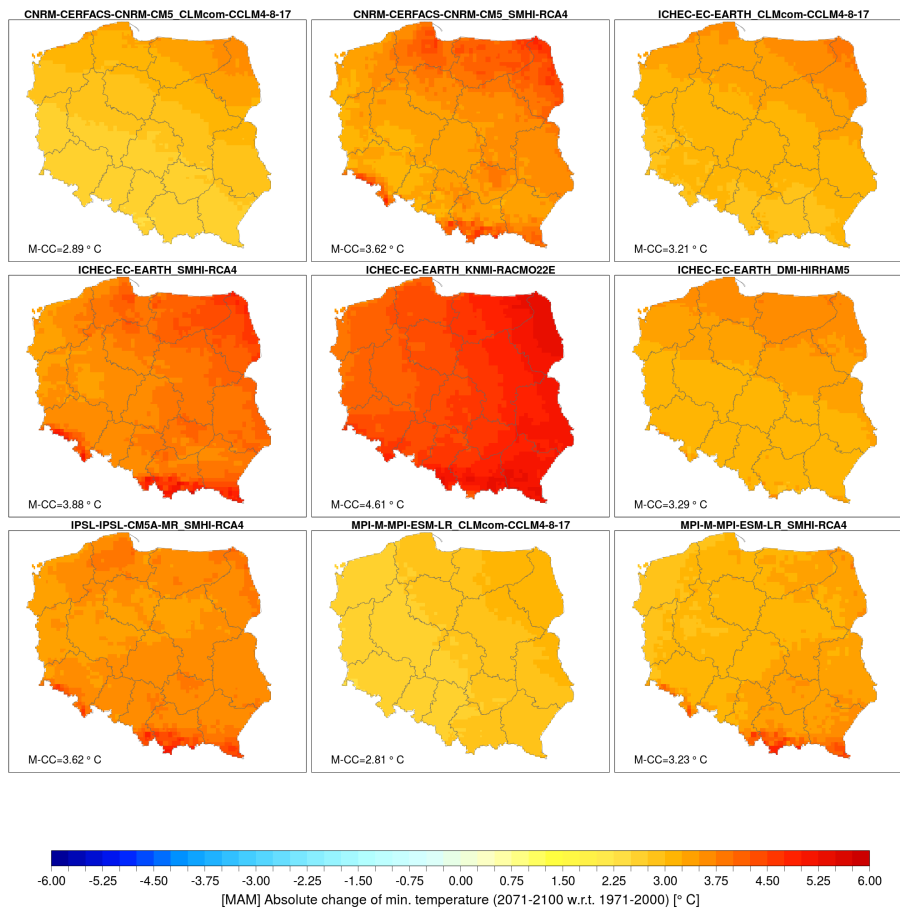 CNRM-CERFACS-CNRM-CM5_CLMcom-CCLM4-8-17
CNRM-CERFACS-CNRM-CM5_SMHI-RCA4
ICHEC-EC-EARTH_CLMcom-CCLM4-8-17
M-CC=2.89 ° C
M-CC=3.62 ° C
M-CC=3.21 ° C
ICHEC-EC-EARTH_SMHI-RCA4
ICHEC-EC-EARTH_KNMI-RACMO22E
ICHEC-EC-EARTH_DMI-HIRHAM5
M-CC=3.88 ° C
M-CC=4.61 ° C
M-CC=3.29 ° C
IPSL-IPSL-CM5A-MR_SMHI-RCA4
MPI-M-MPI-ESM-LR_CLMcom-CCLM4-8-17
MPI-M-MPI-ESM-LR_SMHI-RCA4
M-CC=3.62 ° C
M-CC=2.81 ° C
M-CC=3.23 ° C
-6.00 -5.25 -4.50 -3.75 -3.00 -2.25 -1.50 -0.75 0.00 0.75 1.50 2.25 3.00 3.75 4.50 5.25 6.00
[MAM] Absolute change of min. temperature (2071-2100 w.r.t. 1971-2000) [° C]